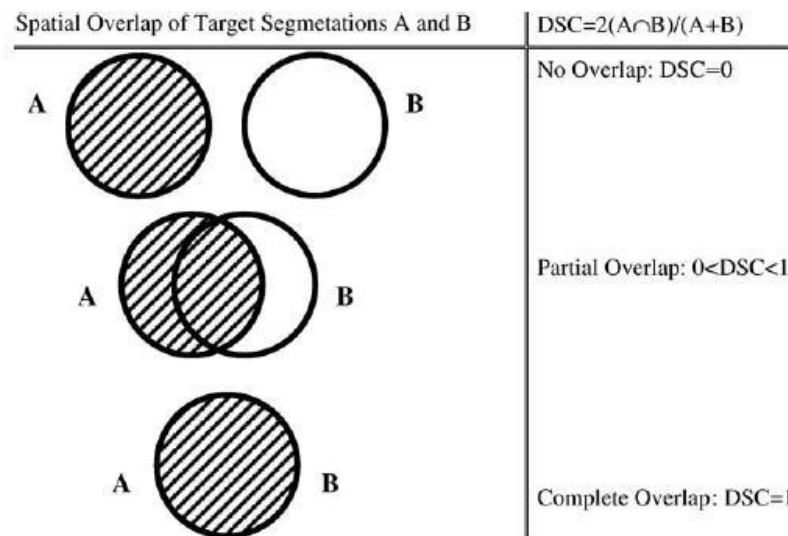 Spatial Overlap of Target Segmetations A and B
DSC=2(A∩B)/(A+B)
No Overlap: DSC=0
A
B
Partial Overlap: 0<DSC<1
A
B
A
B
Complete Overlap: DSC=1